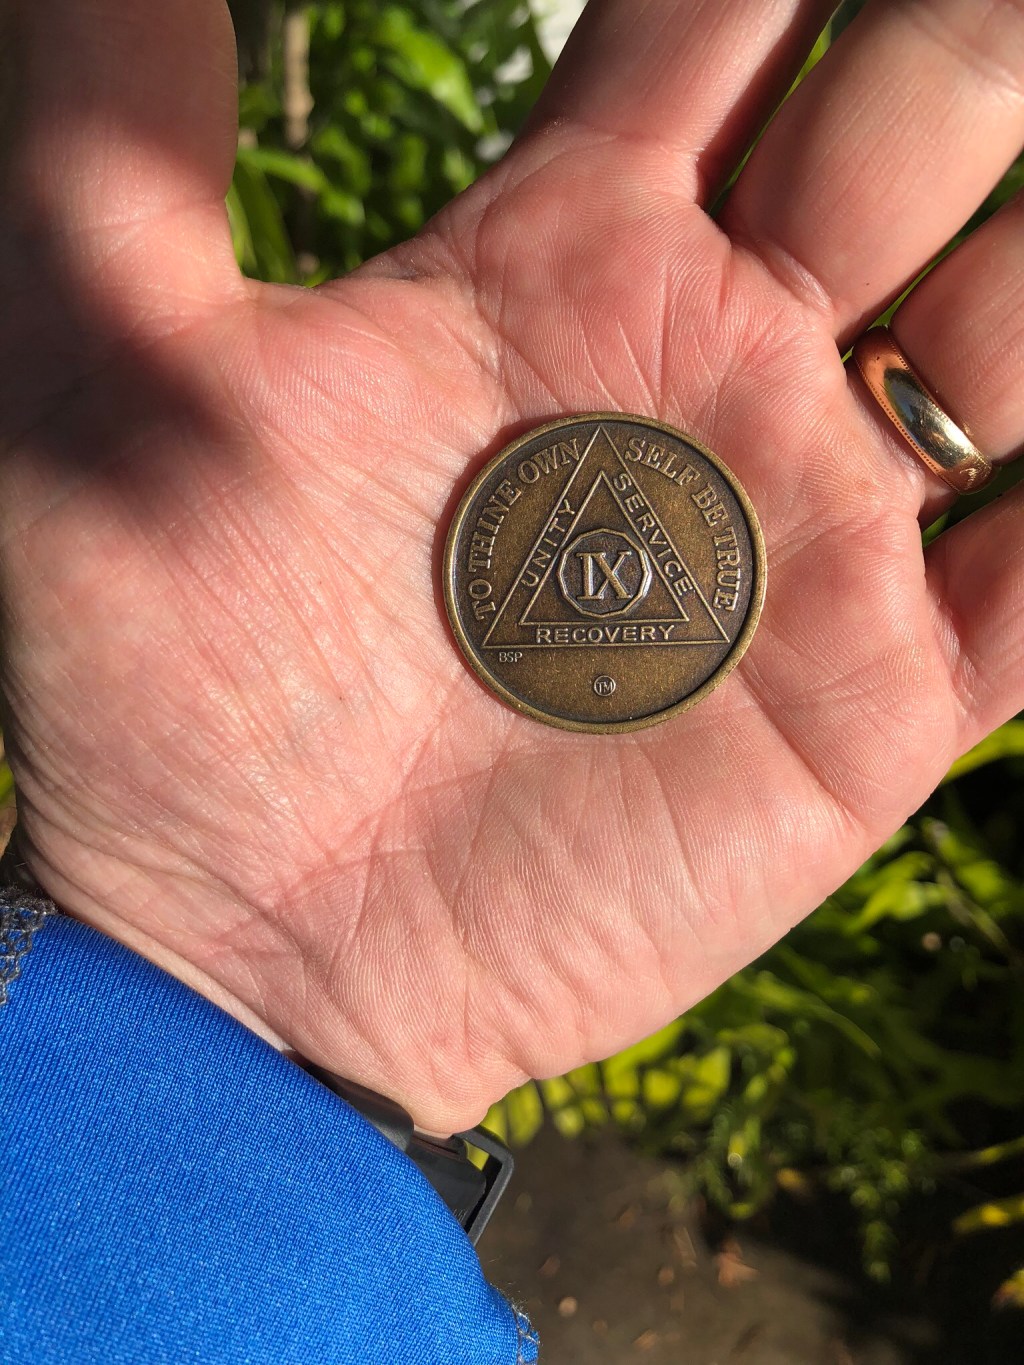 TO THINE OWN SELF BE TRUE
UNITY
SERVICE
IX
RECOVERY
BSP
TM